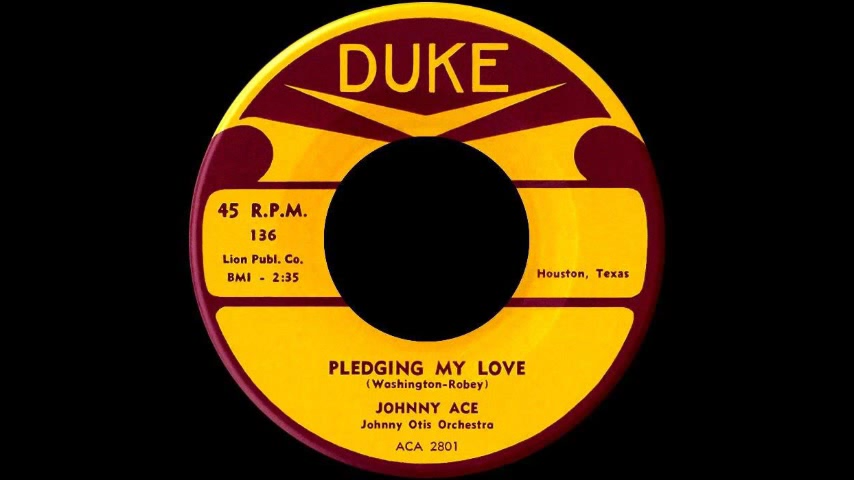 DUKE
45 R.P.M.
136
Lion Publ. Co.
BMI - 2:35
Houston, Texas
PLEDGING MY LOVE
(Washington-Robey)
JOHNNY ACE
Johnny Otis Orchestra
ACA 2801